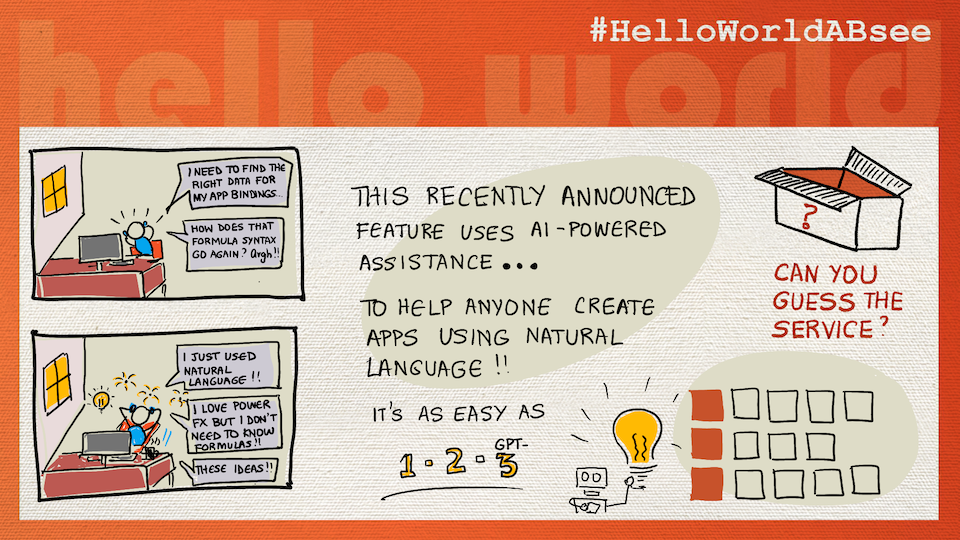 hello world
#HelloWorldABsee
I NEED TO FIND THE
RIGHT DATA FOR
MY APP BINDINGS...
HOW DOES THAT
FORMULA SYNTAX
GO AGAIN? Argh!!
I JUST USED
NATURAL
LANGUAGE !!
I LOVE POWER
FX BUT I DON'T
NEED TO KNOW
FORMULAS!!
THESE IDEAS!!
THIS RECENTLY ANNOUNCED
FEATURE USES AI-POWERED
ASSISTANCE ...
TO HELP ANYONE CREATE
APPS USING NATURAL
LANGUAGE !!
IT'S AS EASY AS
GPT-
1 · 2 · 3
?
CAN YOU
GUESS THE
SERVICE?